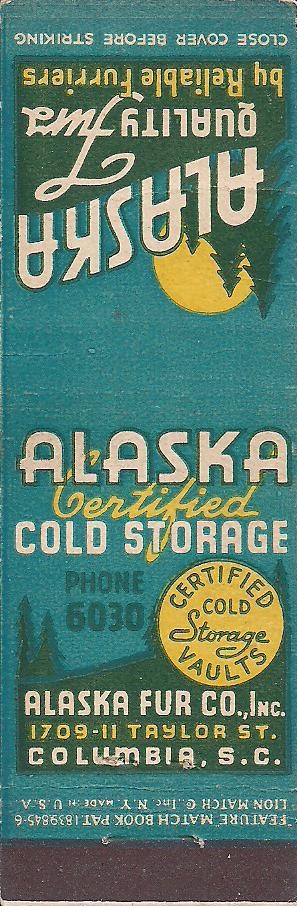 CLOSE COVER BEFORE STRIKING
ALASKA
QUALITY Furs
by Reliable Furriers
ALASKA
Certified
COLD STORAGE
PHONE
6030
CERTIFIED
COLD
Storage
VAULTS
ALASKA FUR CO., INC.
1709-11 TAYLOR ST.
COLUMBIA, S.C.
"FEATURE" MATCH BOOK PAT 1839845-6
LION MATCH CO., INC N.Y. MADE IN U.S.A.